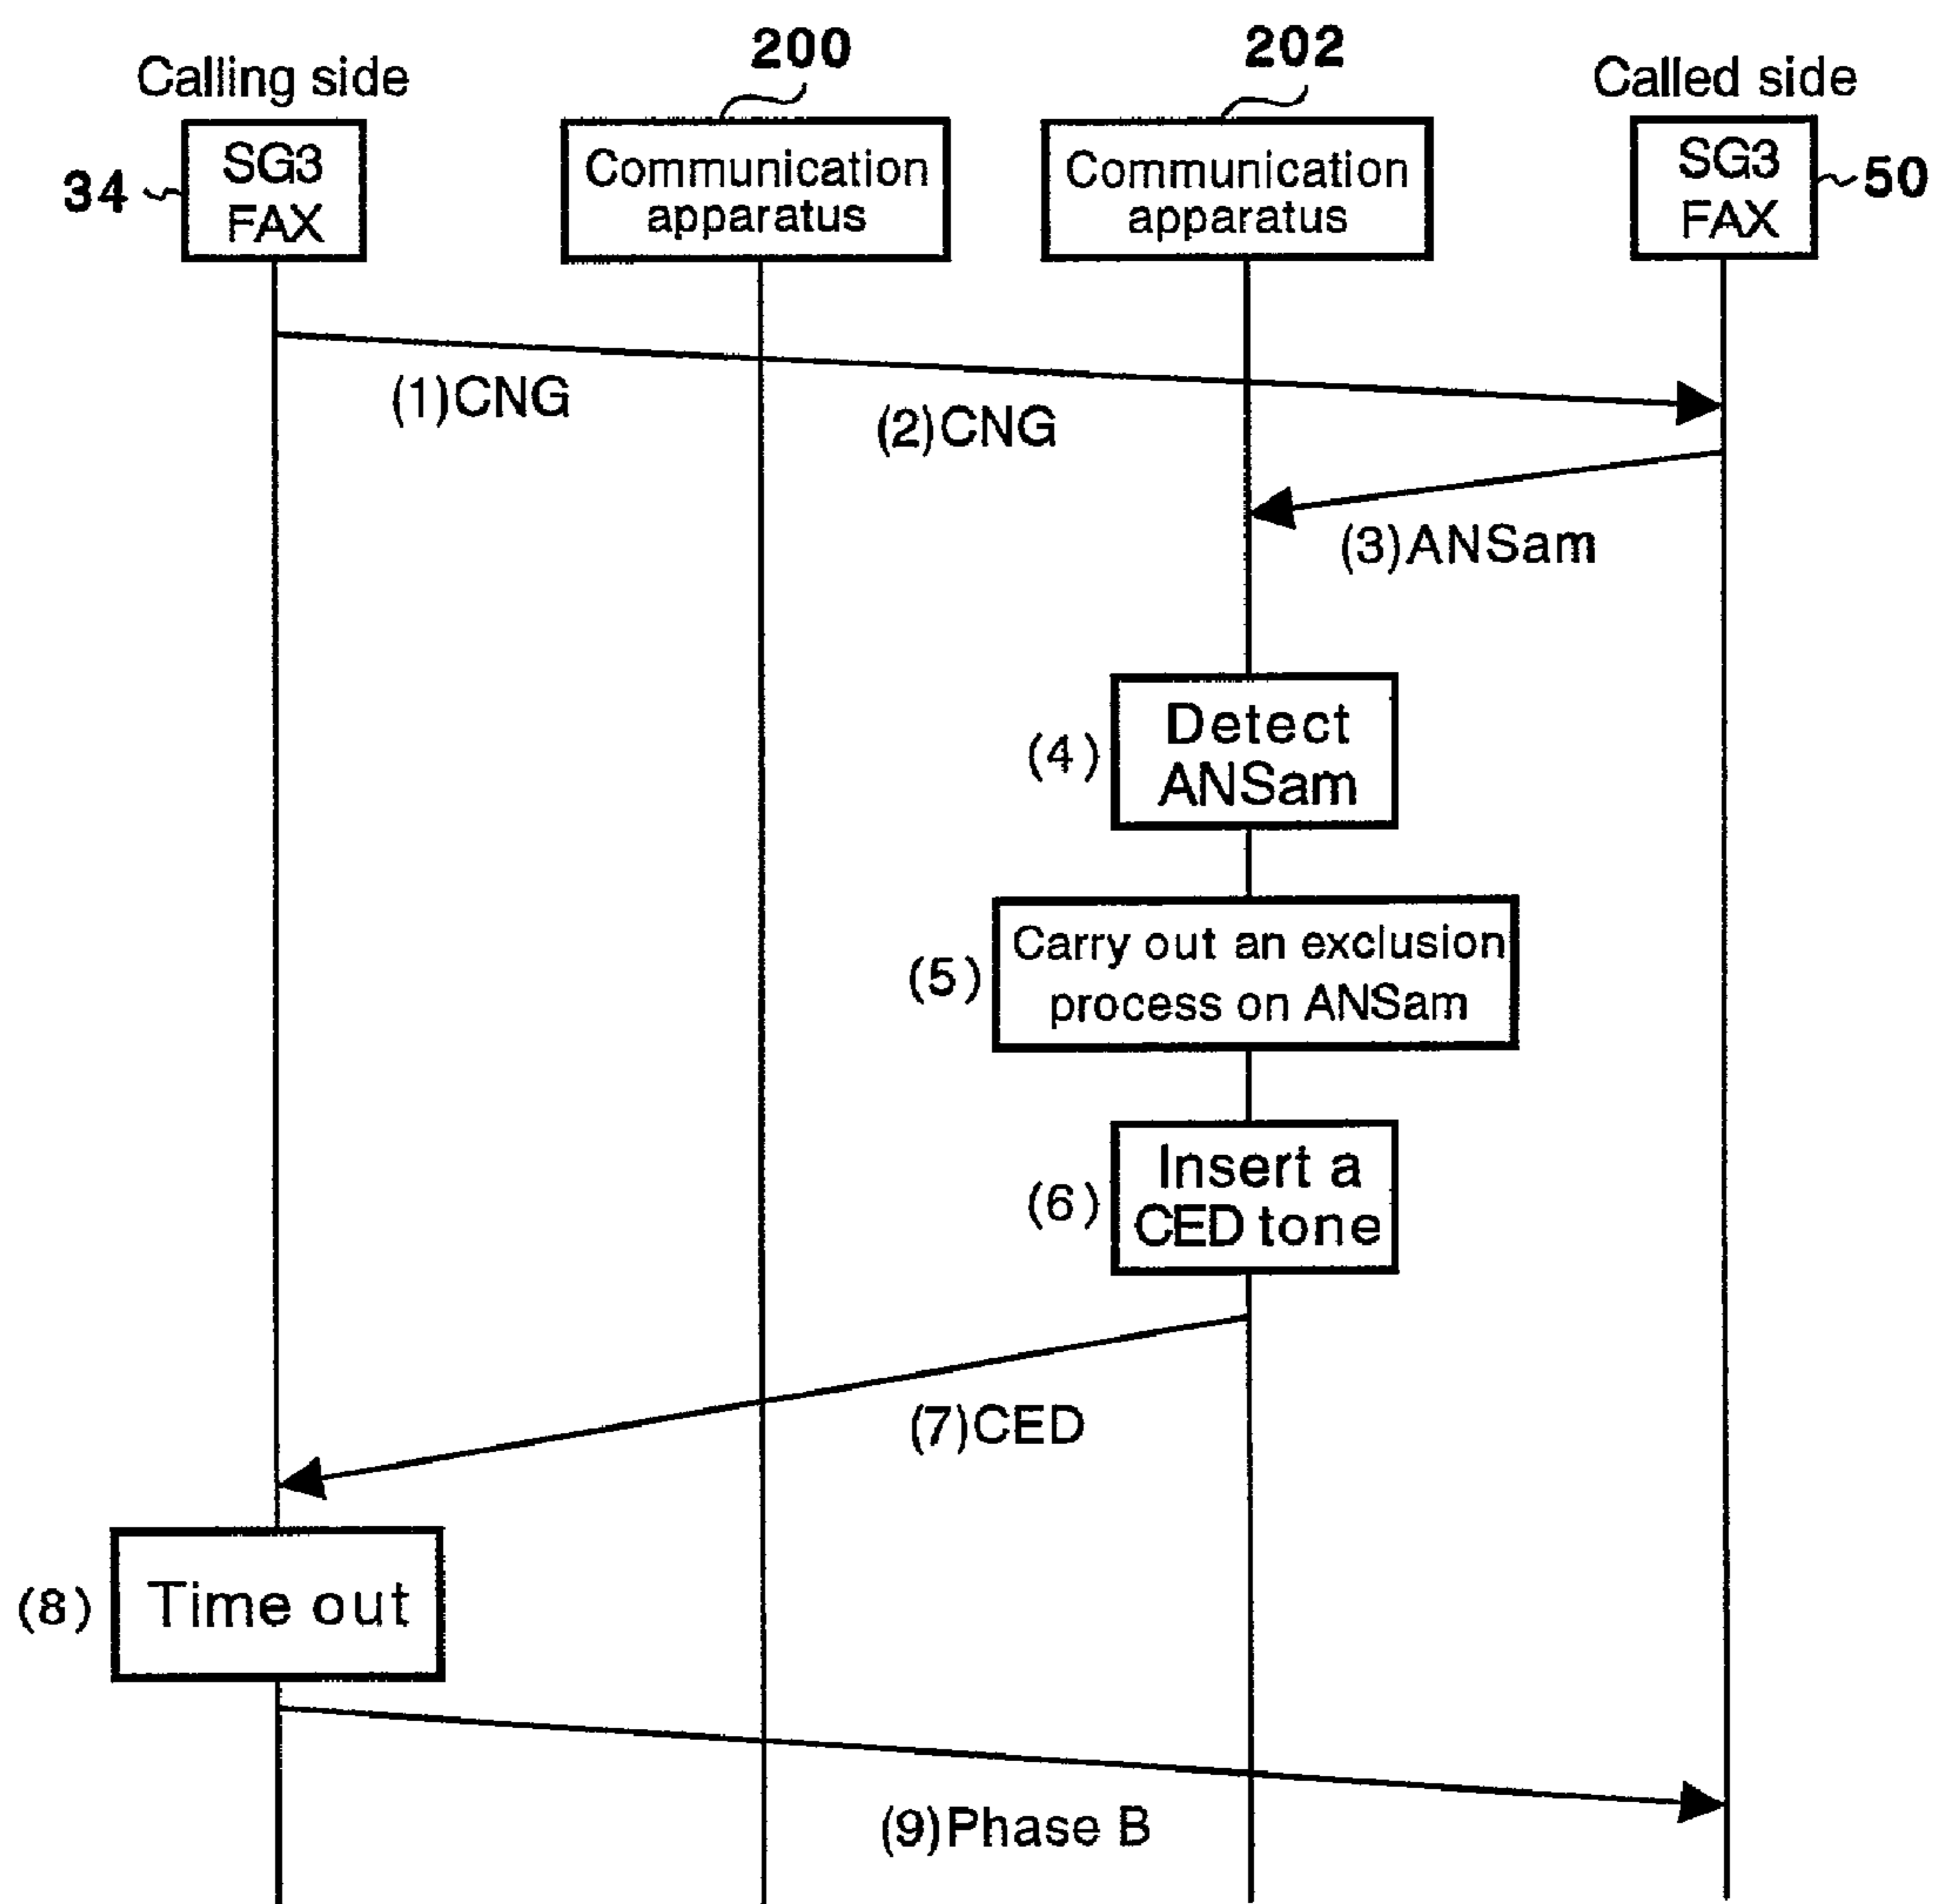 200
202
Calling side
Called side
34
SG3
FAX
Communication
apparatus
Communication
apparatus
SG3
FAX
50
(1)CNG
(2)CNG
(3)ANSam
(4)
Detect
ANSam
(5)
Carry out an exclusion
process on ANSam
(6)
Insert a
CED tone
(7)CED
(8)
Time out
(9)Phase B